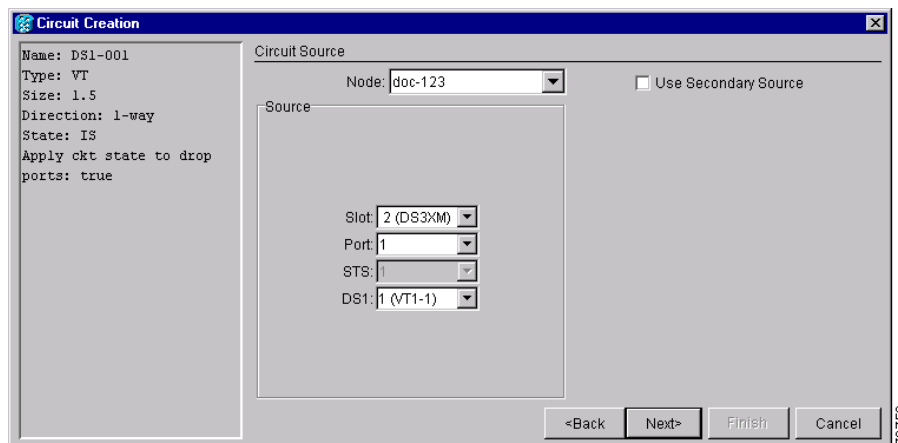 Circuit Creation
Name: DS1-001
Type: VT
Size: 1.5
Direction: 1-way
State: IS
Apply ckt state to drop
ports: true
Circuit Source
Node: doc-123
Use Secondary Source
Source
Slot: 2 (DS3XM)
Port: 1
STS: 1
DS1: 1 (VT1-1)
<Back
Next>
Finish
Cancel